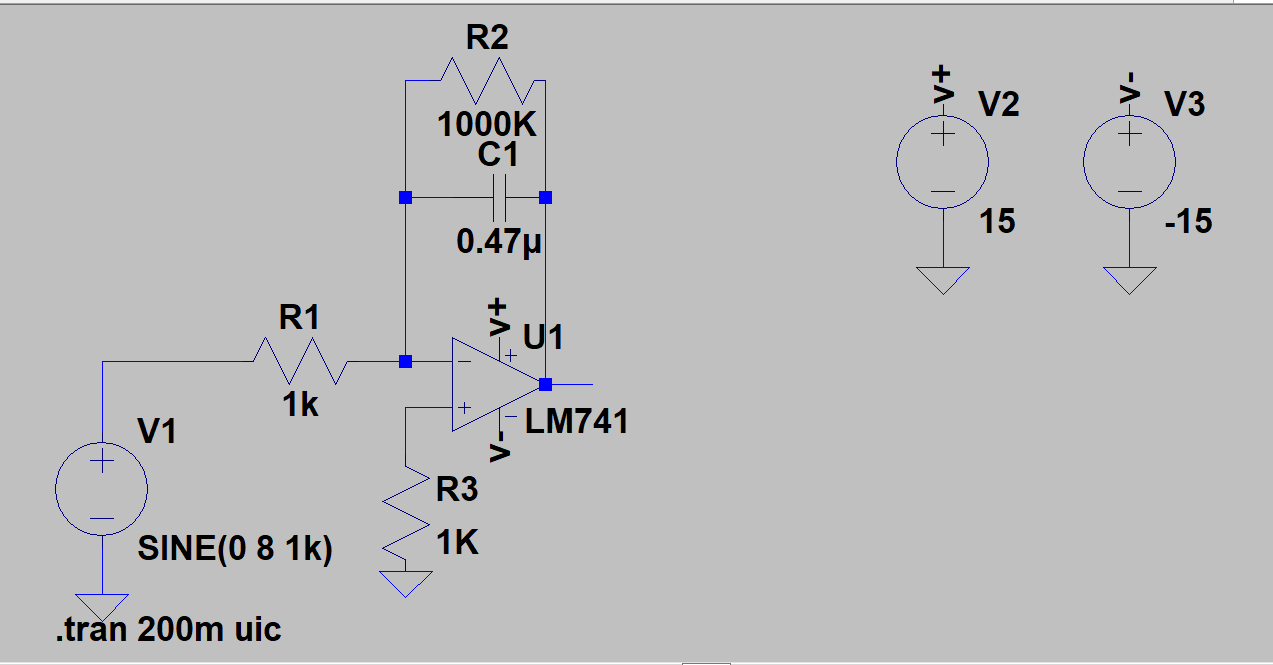 R2
1000K
C1
0.47µ
v+
V2
15
v-
V3
-15
R1
1k
v+
U1
LM741
v-
V1
SINE(0 8 1k)
R3
1K
.tran 200m uic